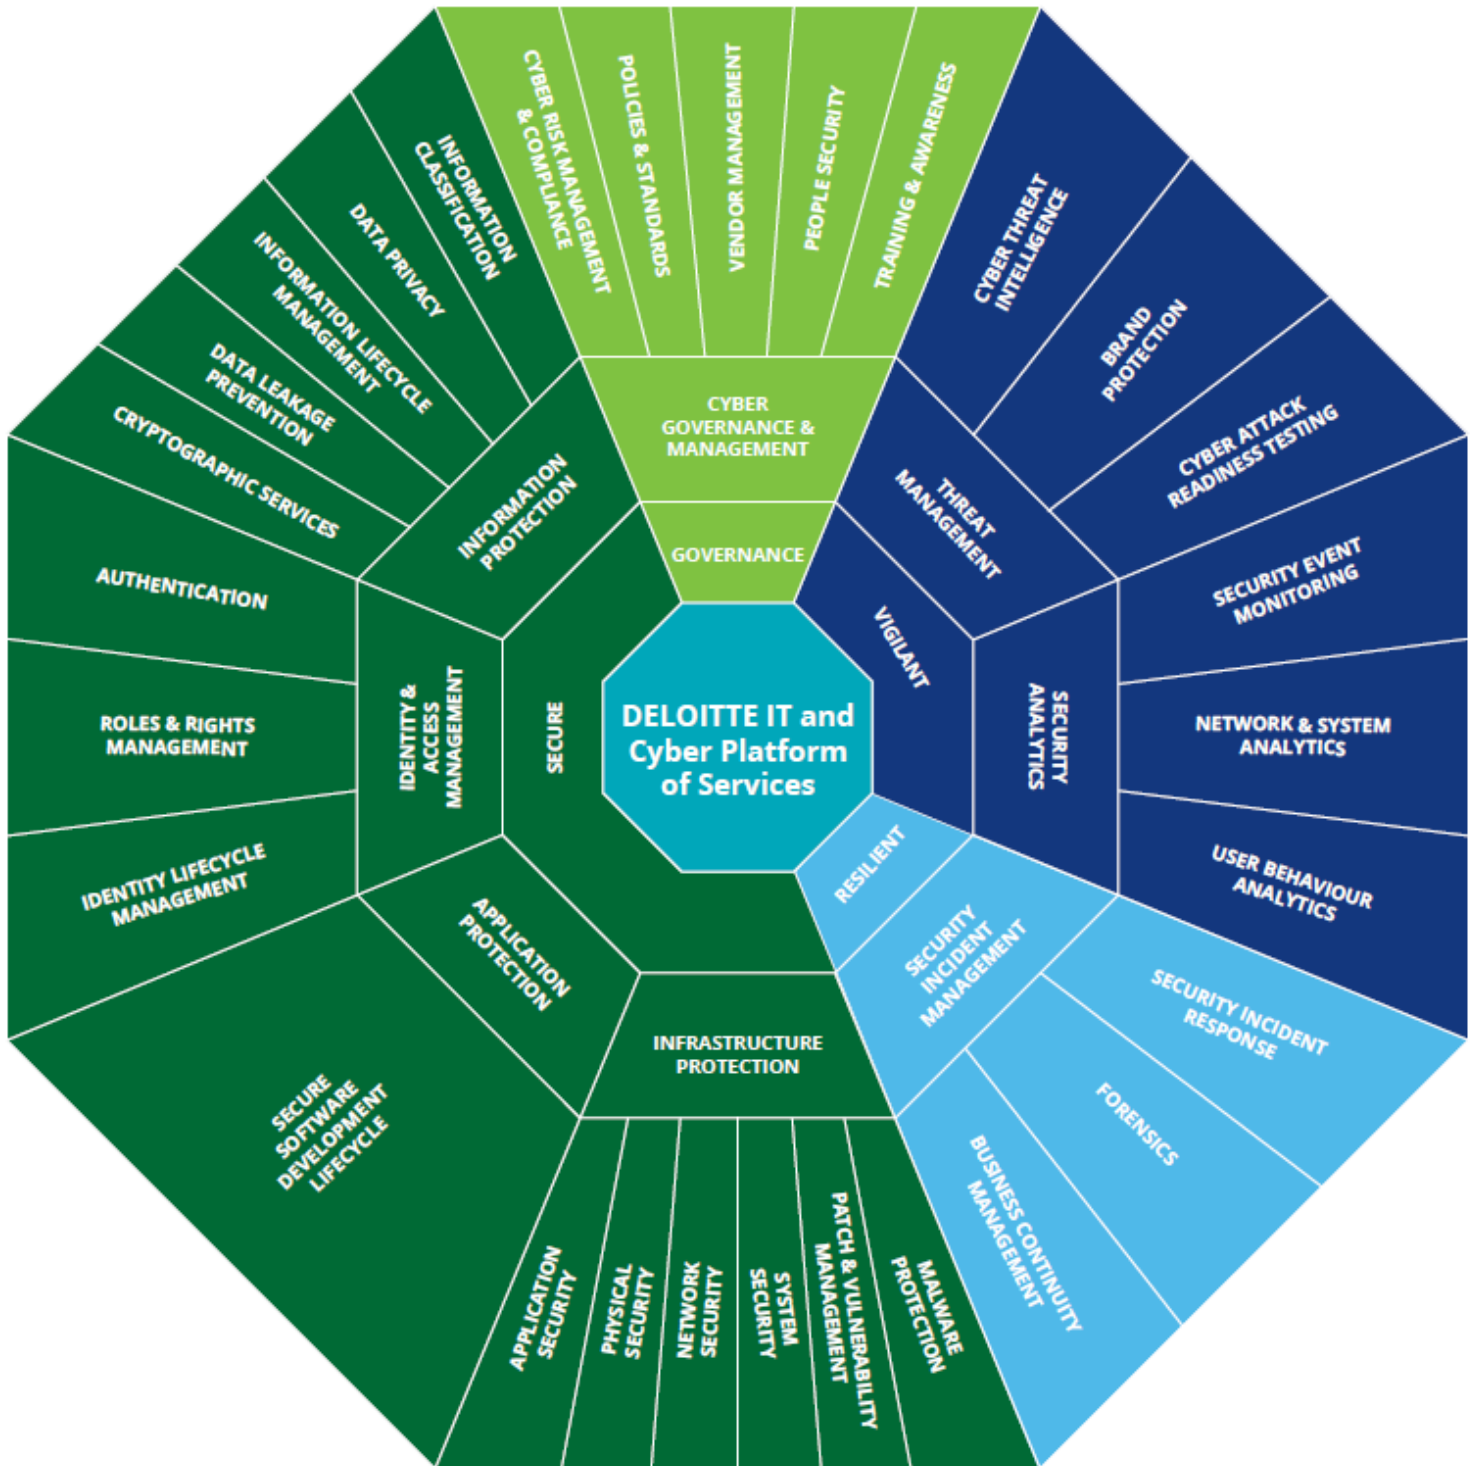 DELOITTE IT and
Cyber Platform
of Services
GOVERNANCE
CYBER
GOVERNANCE &
MANAGEMENT
CYBER RISK MANAGEMENT
& COMPLIANCE
POLICIES & STANDARDS
VENDOR MANAGEMENT
PEOPLE SECURITY
TRAINING & AWARENESS
VIGILANT
THREAT
MANAGEMENT
CYBER THREAT
INTELLIGENCE
BRAND
PROTECTION
CYBER ATTACK
READINESS TESTING
SECURITY
ANALYTICS
SECURITY EVENT
MONITORING
NETWORK & SYSTEM
ANALYTICS
USER BEHAVIOUR
ANALYTICS
RESILIENT
SECURITY
INCIDENT
MANAGEMENT
SECURITY INCIDENT
RESPONSE
FORENSICS
BUSINESS CONTINUITY
MANAGEMENT
SECURE
INFRASTRUCTURE
PROTECTION
MALWARE
PROTECTION
PATCH & VULNERABILITY
MANAGEMENT
SYSTEM
SECURITY
NETWORK
SECURITY
PHYSICAL
SECURITY
APPLICATION
SECURITY
APPLICATION
PROTECTION
SECURE
SOFTWARE
DEVELOPMENT
LIFECYCLE
IDENTITY &
ACCESS
MANAGEMENT
IDENTITY LIFECYCLE
MANAGEMENT
ROLES & RIGHTS
MANAGEMENT
AUTHENTICATION
INFORMATION
PROTECTION
CRYPTOGRAPHIC SERVICES
DATA LEAKAGE
PREVENTION
INFORMATION LIFECYCLE
MANAGEMENT
DATA PRIVACY
INFORMATION
CLASSIFICATION